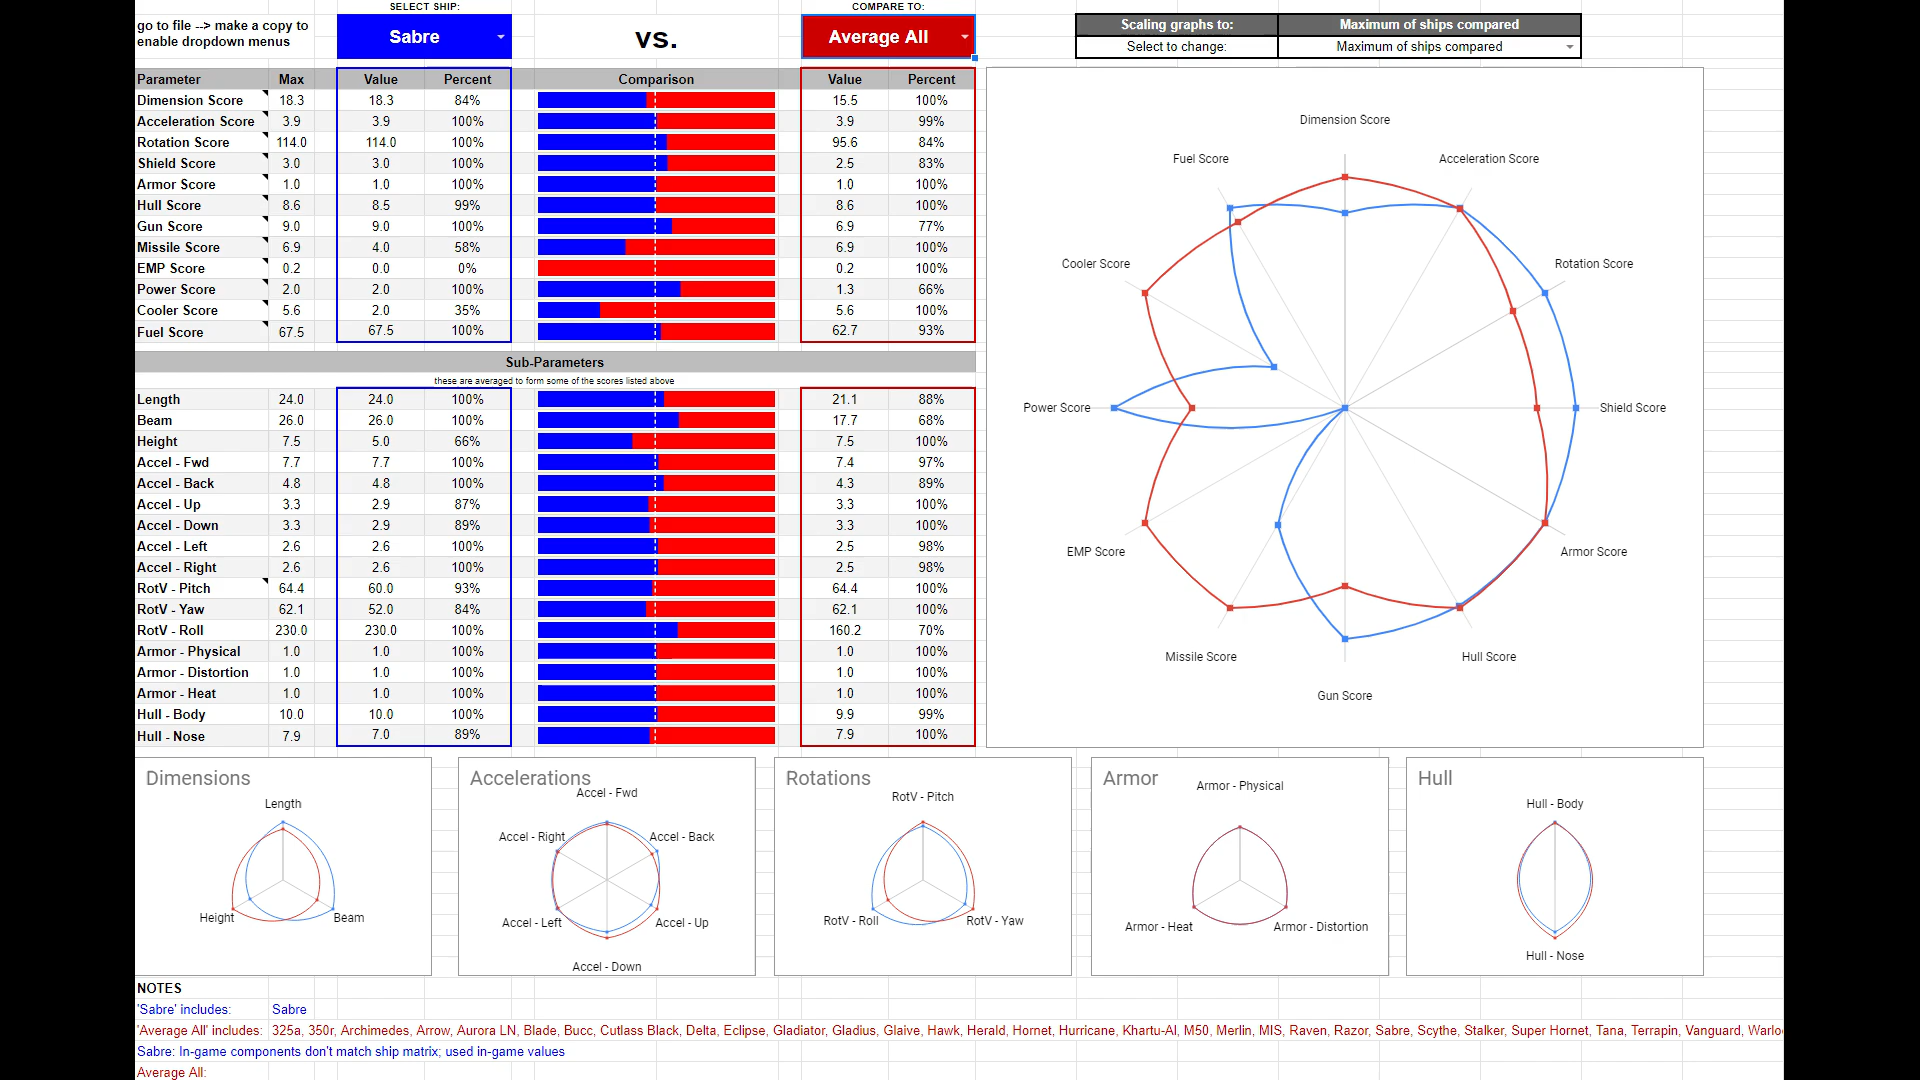 SELECT SHIP:
COMPARE TO:
go to file --> make a copy to
enable dropdown menus
Sabre
vs.
Average All
Scaling graphs to: Maximum of ships compared
Select to change: Maximum of ships compared
Parameter Max Value Percent Comparison Value Percent
Dimension Score 18.3 18.3 84% 15.5 100%
Acceleration Score 3.9 3.9 100% 3.9 99%
Rotation Score 114.0 114.0 100% 95.6 84%
Shield Score 3.0 3.0 100% 2.5 83%
Armor Score 1.0 1.0 100% 1.0 100%
Hull Score 8.6 8.5 99% 8.6 100%
Gun Score 9.0 9.0 100% 6.9 77%
Missile Score 6.9 4.0 58% 6.9 100%
EMP Score 0.2 0.0 0% 0.2 100%
Power Score 2.0 2.0 100% 1.3 66%
Cooler Score 5.6 2.0 35% 5.6 100%
Fuel Score 67.5 67.5 100% 62.7 93%
Sub-Parameters
these are averaged to form some of the scores listed above
Length 24.0 24.0 100% 21.1 88%
Beam 26.0 26.0 100% 17.7 68%
Height 7.5 5.0 66% 7.5 100%
Accel - Fwd 7.7 7.7 100% 7.4 97%
Accel - Back 4.8 4.8 100% 4.3 89%
Accel - Up 3.3 2.9 87% 3.3 100%
Accel - Down 3.3 2.9 89% 3.3 100%
Accel - Left 2.6 2.6 100% 2.5 98%
Accel - Right 2.6 2.6 100% 2.5 98%
RotV - Pitch 64.4 60.0 93% 64.4 100%
RotV - Yaw 62.1 52.0 84% 62.1 100%
RotV - Roll 230.0 230.0 100% 160.2 70%
Armor - Physical 1.0 1.0 100% 1.0 100%
Armor - Distortion 1.0 1.0 100% 1.0 100%
Armor - Heat 1.0 1.0 100% 1.0 100%
Hull - Body 10.0 10.0 100% 9.9 99%
Hull - Nose 7.9 7.0 89% 7.9 100%
Dimension Score
Fuel Score
Acceleration Score
Cooler Score
Rotation Score
Power Score
Shield Score
EMP Score
Armor Score
Missile Score
Hull Score
Gun Score
Dimensions
Length
Height
Beam
Accelerations
Accel - Fwd
Accel - Right
Accel - Back
Accel - Left
Accel - Up
Accel - Down
Rotations
RotV - Pitch
RotV - Roll
RotV - Yaw
Armor
Armor - Physical
Armor - Heat
Armor - Distortion
Hull
Hull - Body
Hull - Nose
NOTES
'Sabre' includes: Sabre
'Average All' includes: 325a, 350r, Archimedes, Arrow, Aurora LN, Blade, Bucc, Cutlass Black, Delta, Eclipse, Gladiator, Gladius, Glaive, Hawk, Herald, Hornet, Hurricane, Khartu-Al, M50, Merlin, MIS, Raven, Razor, Sabre, Scythe, Stalker, Super Hornet, Tana, Terrapin, Vanguard, Warlo
Sabre: In-game components don't match ship matrix; used in-game values
Average All: